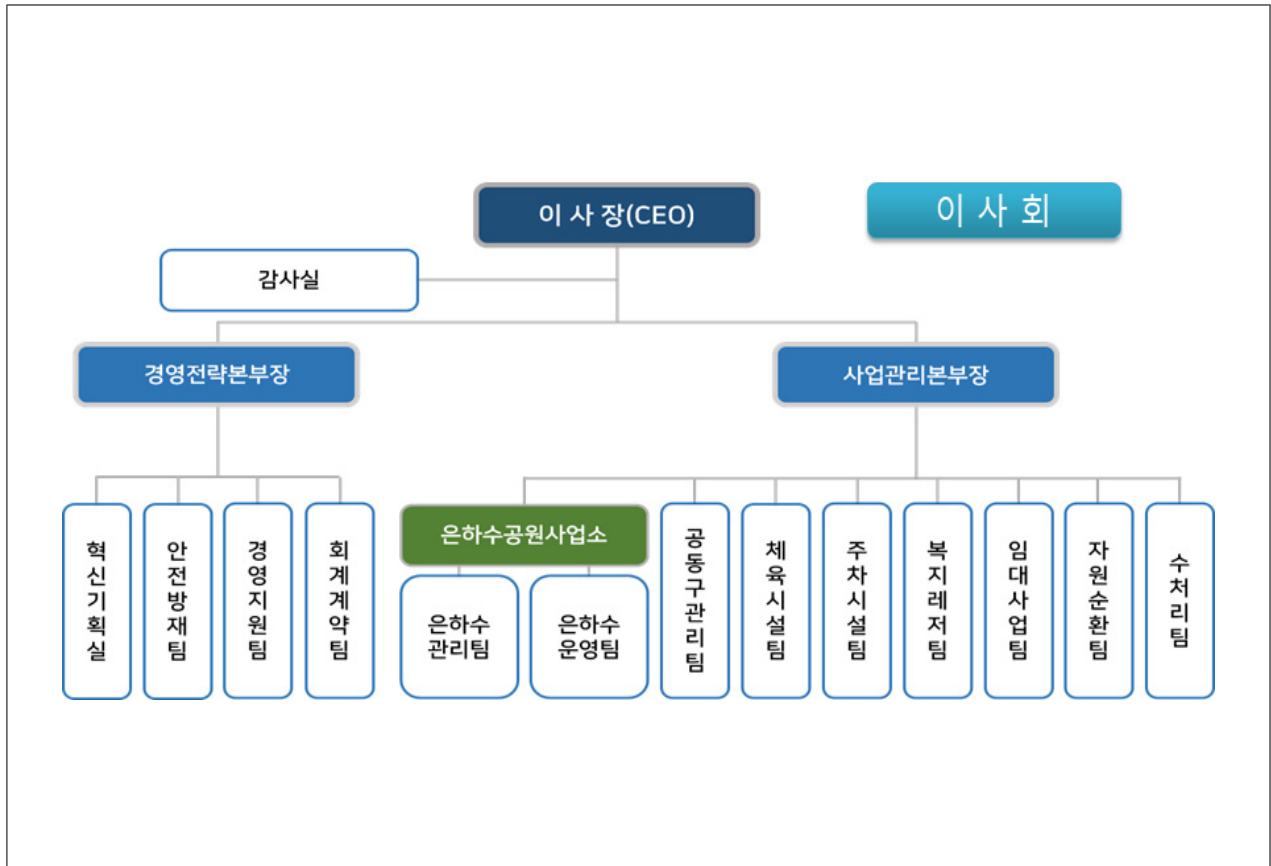 이 사 장(CEO)
이 사 회
감사실
경영전략본부장
사업관리본부장
혁신기획실
안전방재팀
경영지원팀
회계계약팀
은하수공원사업소
은하수
관리팀
은하수
운영팀
공동구관리팀
체육시설팀
주차시설팀
복지레저팀
임대사업팀
자원순환팀
수처리팀